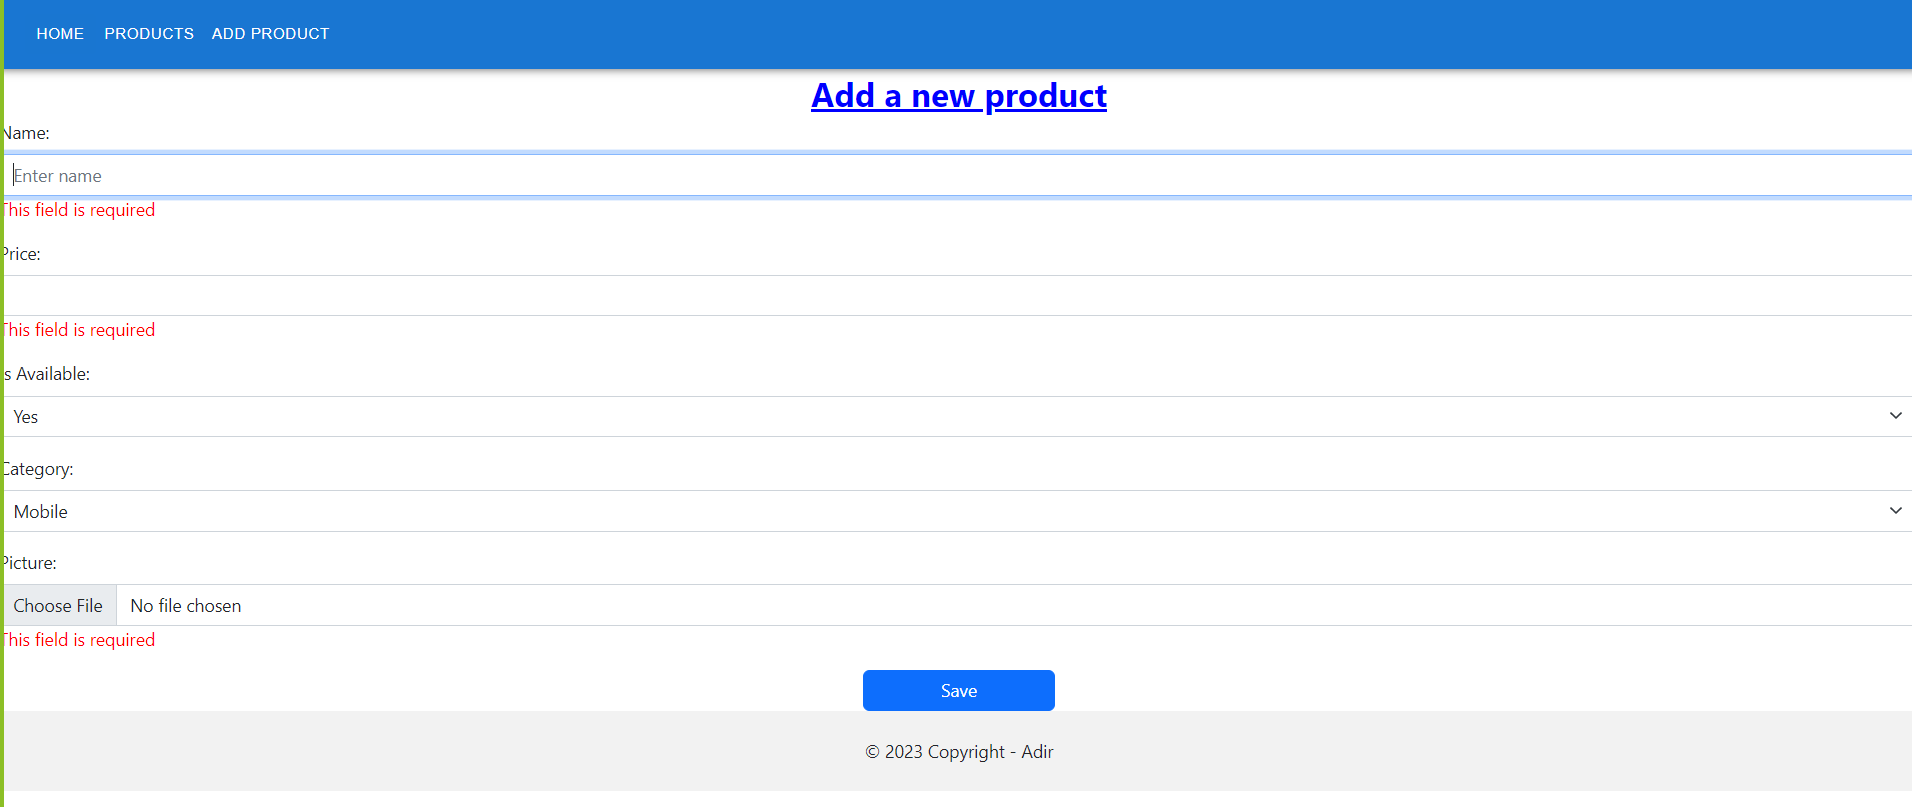 HOME PRODUCTS ADD PRODUCT
Add a new product
Name:
Enter name
This field is required
Price:
This field is required
Is Available:
Yes
Category:
Mobile
Picture:
Choose File No file chosen
This field is required
Save
© 2023 Copyright - Adir